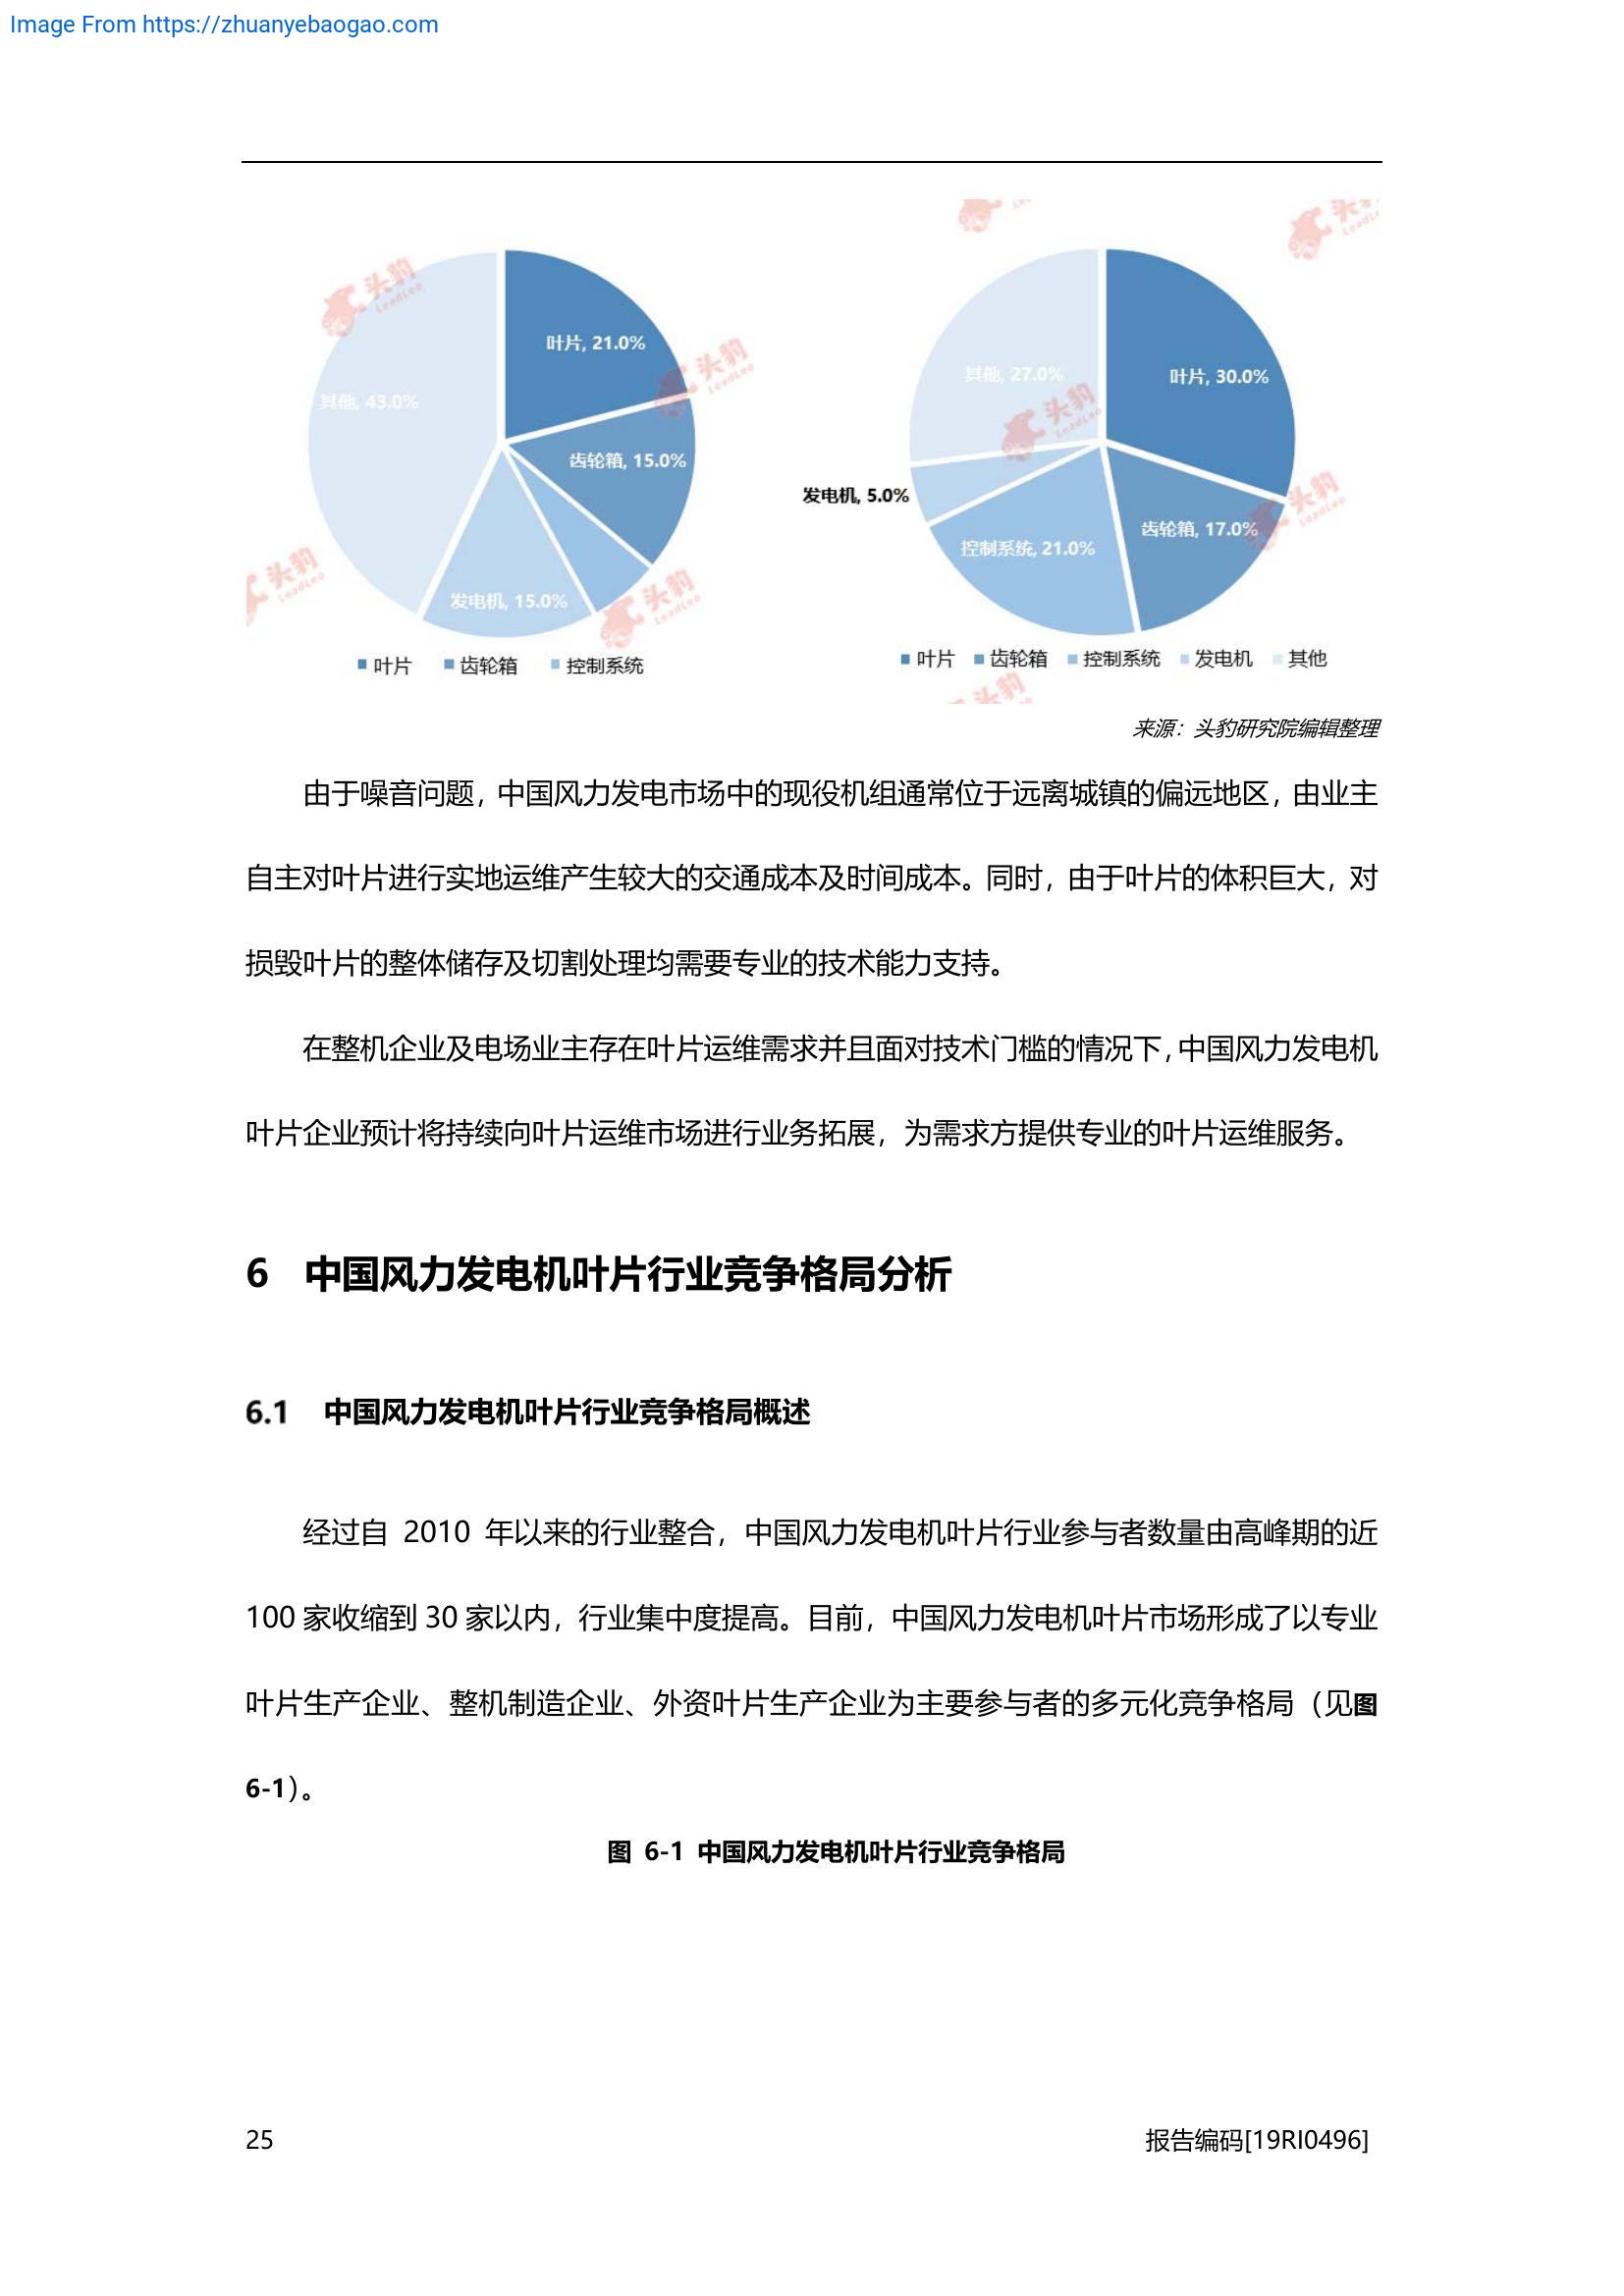 Image From https://zhuanyebaogao.com
叶片, 21.0%
齿轮箱, 15.0%
发电机, 15.0%
其他, 43.0%
叶片 齿轮箱 控制系统
叶片, 30.0%
齿轮箱, 17.0%
控制系统, 21.0%
发电机, 5.0%
其他, 27.0%
叶片 齿轮箱 控制系统 发电机 其他
头豹
LeadLeo
来源：头豹研究院编辑整理
由于噪音问题，中国风力发电市场中的现役机组通常位于远离城镇的偏远地区，由业主
自主对叶片进行实地运维产生较大的交通成本及时间成本。同时，由于叶片的体积巨大，对
损毁叶片的整体储存及切割处理均需要专业的技术能力支持。
在整机企业及电场业主存在叶片运维需求并且面对技术门槛的情况下，中国风力发电机
叶片企业预计将持续向叶片运维市场进行业务拓展，为需求方提供专业的叶片运维服务。
6 中国风力发电机叶片行业竞争格局分析
6.1 中国风力发电机叶片行业竞争格局概述
经过自 2010 年以来的行业整合，中国风力发电机叶片行业参与者数量由高峰期的近
100 家收缩到 30 家以内，行业集中度提高。目前，中国风力发电机叶片市场形成了以专业
叶片生产企业、整机制造企业、外资叶片生产企业为主要参与者的多元化竞争格局（见图
6-1）。
图 6-1 中国风力发电机叶片行业竞争格局
25 报告编码[19RI0496]